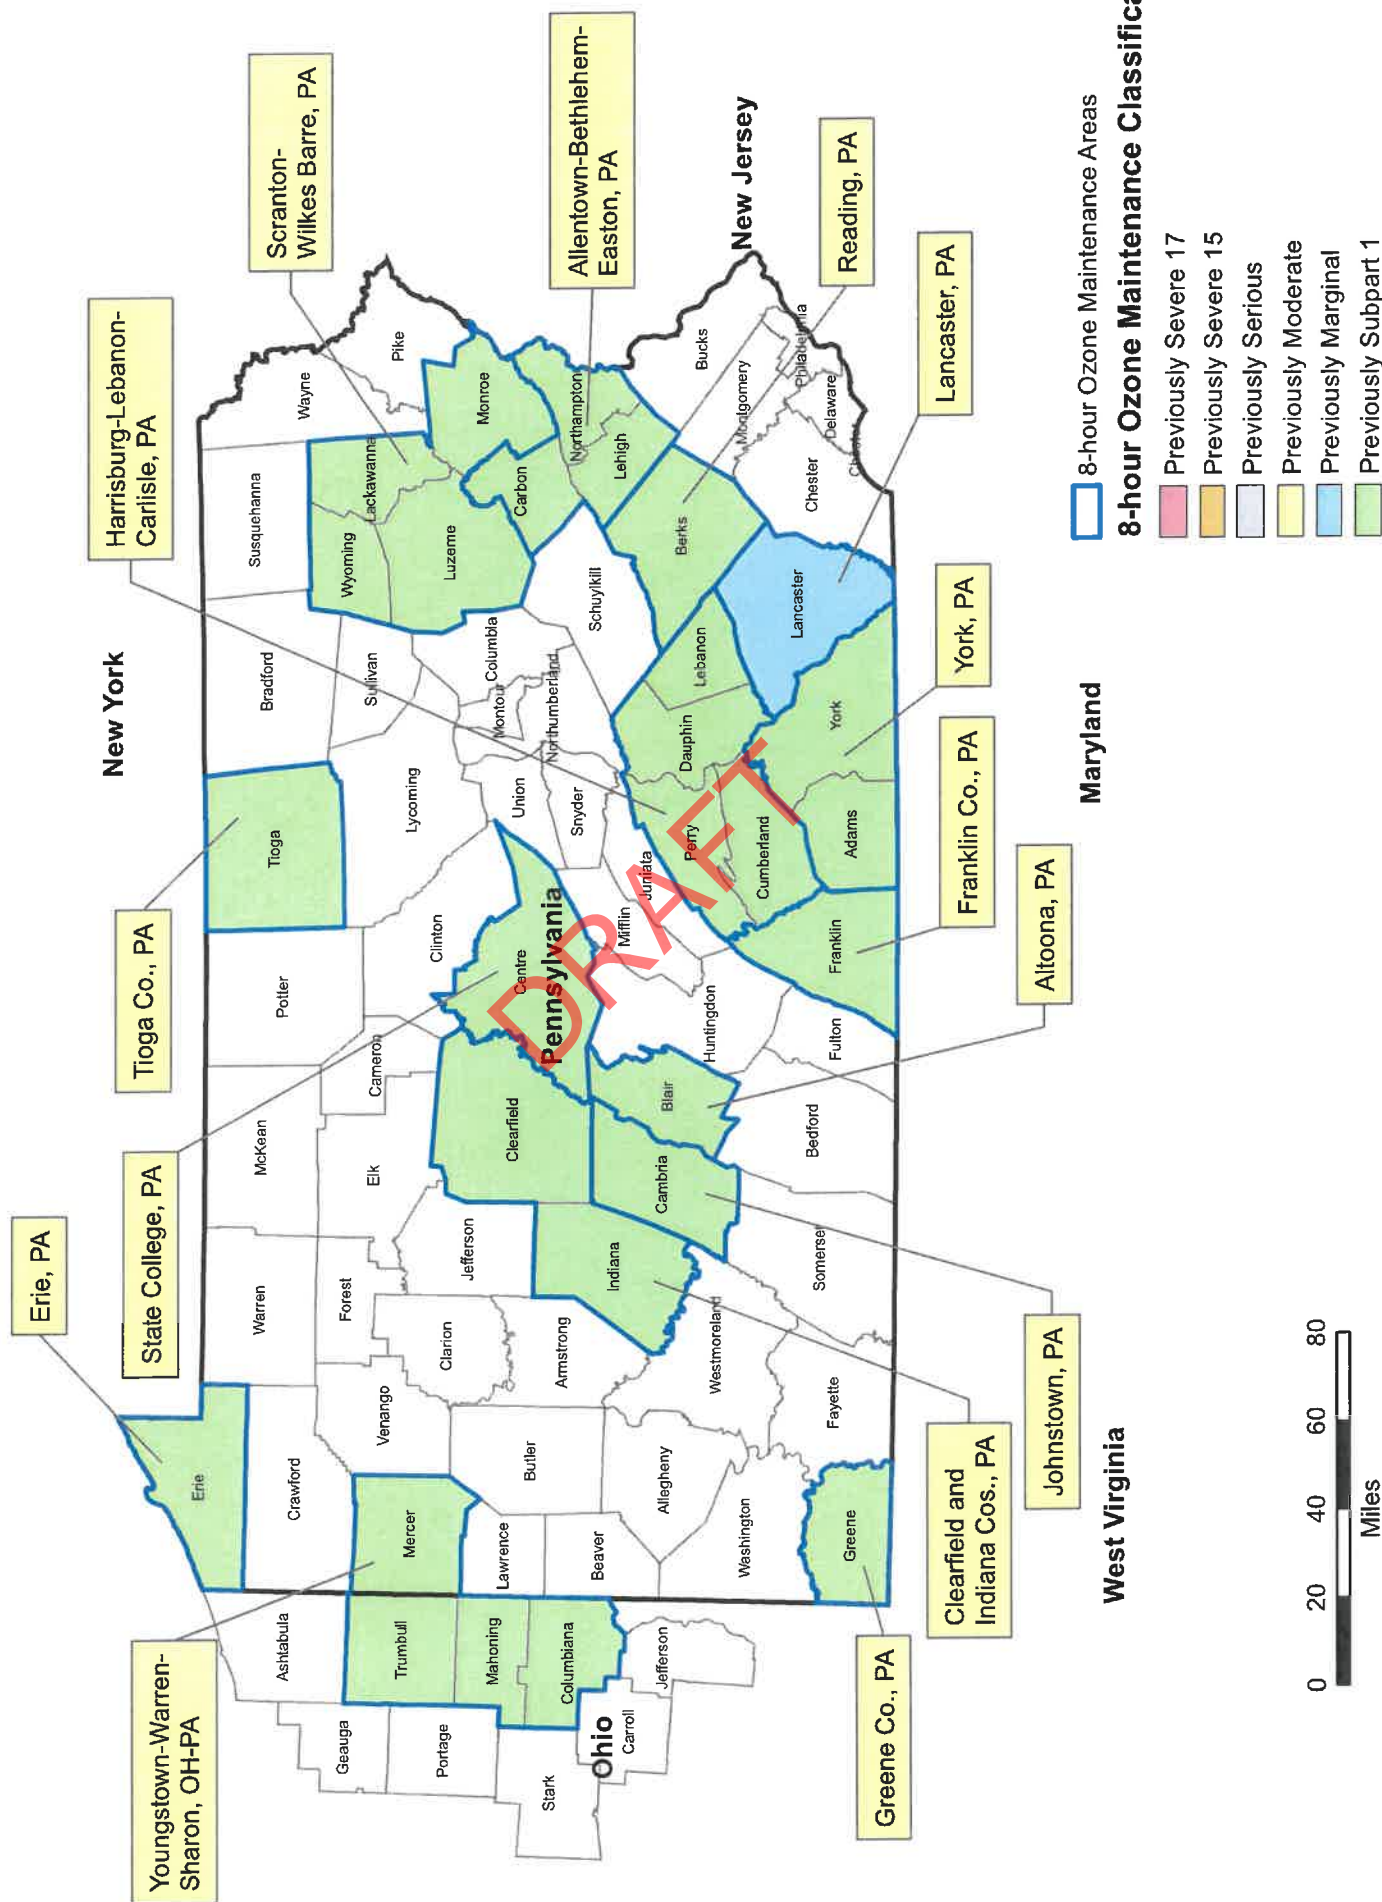 Erie, PA
State College, PA
Tioga Co., PA
New York
Harrisburg-Lebanon-
Carlisle, PA
Scranton-
Wilkes Barre, PA
Youngstown-Warren-
Sharon, OH-PA
Allentown-Bethlehem-
Easton, PA
New Jersey
Reading, PA
Lancaster, PA
York, PA
Franklin Co., PA
Altoona, PA
Maryland
Johnstown, PA
Clearfield and
Indiana Cos., PA
West Virginia
Greene Co., PA
Ohio
Pennsylvania
DRAFT
Erie
Crawford
Warren
McKean
Potter
Tioga
Bradford
Susquehanna
Wayne
Ashtabula
Geauga
Trumbull
Mercer
Venango
Forest
Elk
Cameron
Clinton
Lycoming
Sullivan
Wyoming
Lackawanna
Pike
Portage
Mahoning
Lawrence
Butler
Clarion
Jefferson
Clearfield
Centre
Union
Montour
Columbia
Luzerne
Carbon
Monroe
Stark
Columbiana
Beaver
Armstrong
Indiana
Cambria
Blair
Huntingdon
Mifflin
Juniata
Snyder
Northumberland
Schuylkill
Northampton
Lehigh
Carroll
Jefferson
Allegheny
Westmoreland
Perry
Dauphin
Lebanon
Berks
Bucks
Montgomery
Philadelphia
Washington
Somerset
Bedford
Fulton
Franklin
Cumberland
Adams
York
Lancaster
Chester
Delaware
Chester
Greene
Fayette
0 20 40 60 80
Miles
8-hour Ozone Maintenance Areas
8-hour Ozone Maintenance Classifica
Previously Severe 17
Previously Severe 15
Previously Serious
Previously Moderate
Previously Marginal
Previously Subpart 1